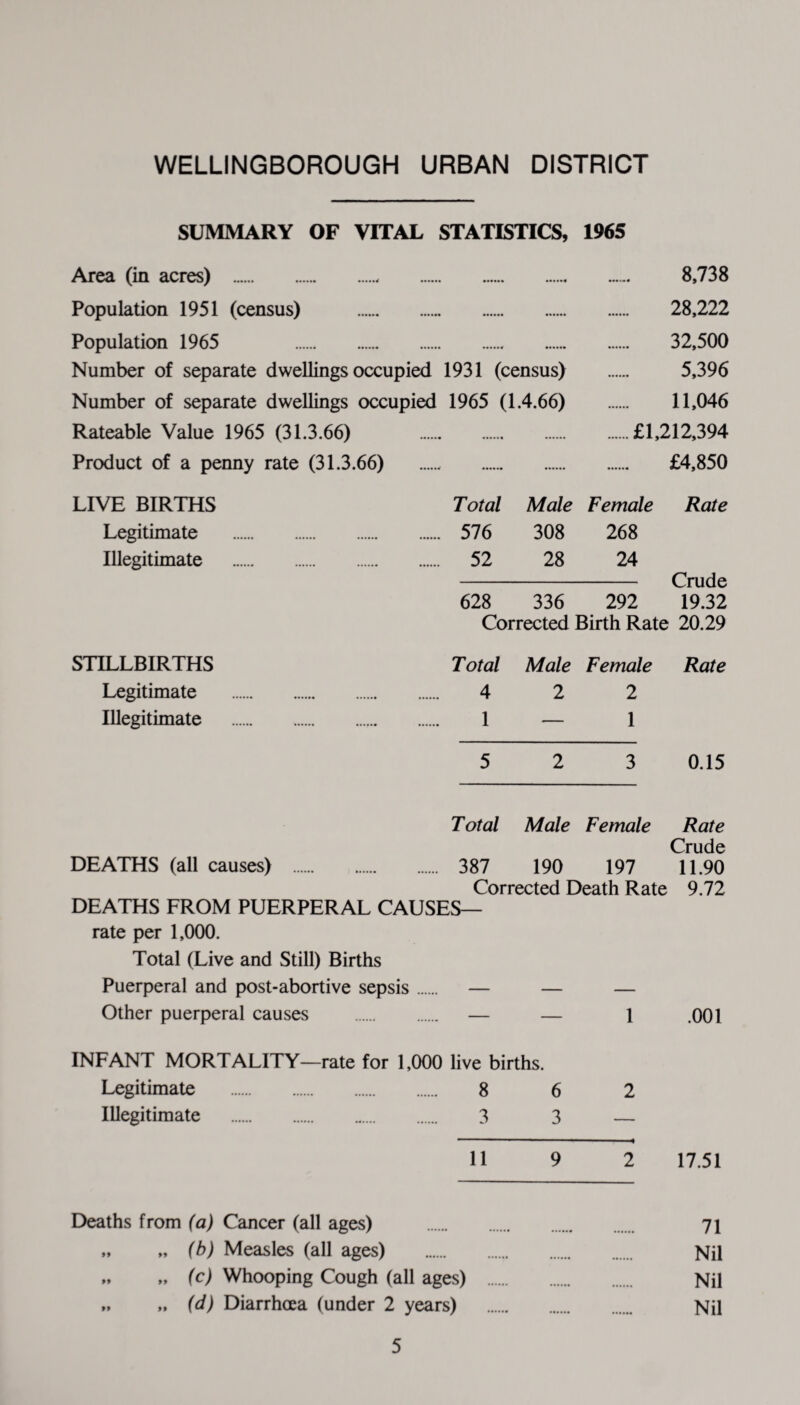 WELLINGBOROUGH URBAN DISTRICT
SUMMARY OF VITAL STATISTICS, 1965
Area (in acres) ...... ...... ...... ...... ...... ...... ...... 8,738
Population 1951 (census) ...... ...... ...... ...... ...... 28,222
Population 1965 ...... ...... ...... ...... ...... ...... 32,500
Number of separate dwellings occupied 1931 (census) ...... 5,396
Number of separate dwellings occupied 1965 (1.4.66) ...... 11,046
Rateable Value 1965 (31.3.66) ...... ...... ...... ......£1,212,394
Product of a penny rate (31.3.66) ...... ...... ...... ...... £4,850
LIVE BIRTHS Total Male Female Rate
Legitimate ...... ...... ...... ...... 576 308 268
Illegitimate ...... ...... ...... ...... 52 28 24
Crude
628 336 292 19.32
Corrected Birth Rate 20.29
STILLBIRTHS Total Male Female Rate
Legitimate ...... ...... ...... ...... 4 2 2
Illegitimate ...... ...... ...... ...... 1 — 1
5 2 3 0.15
Total Male Female Rate
Crude
DEATHS (all causes) ...... ...... ...... 387 190 197 11.90
Corrected Death Rate 9.72
DEATHS FROM PUERPERAL CAUSES—
rate per 1,000.
Total (Live and Still) Births
Puerperal and post-abortive sepsis ...... — — —
Other puerperal causes ...... ...... — — 1 .001
INFANT MORTALITY—rate for 1,000 live births.
Legitimate ...... ...... ...... ...... 8 6 2
Illegitimate ...... ...... ...... ...... 3 3 —
11 9 2 17.51
Deaths from (a) Cancer (all ages) ...... ...... ...... ...... 71
„ „ (b) Measles (all ages) ...... ...... ...... ...... Nil
„ „ (c) Whooping Cough (all ages) ...... ...... ...... Nil
„ „ (d) Diarrhœa (under 2 years) ...... ...... ...... Nil
5